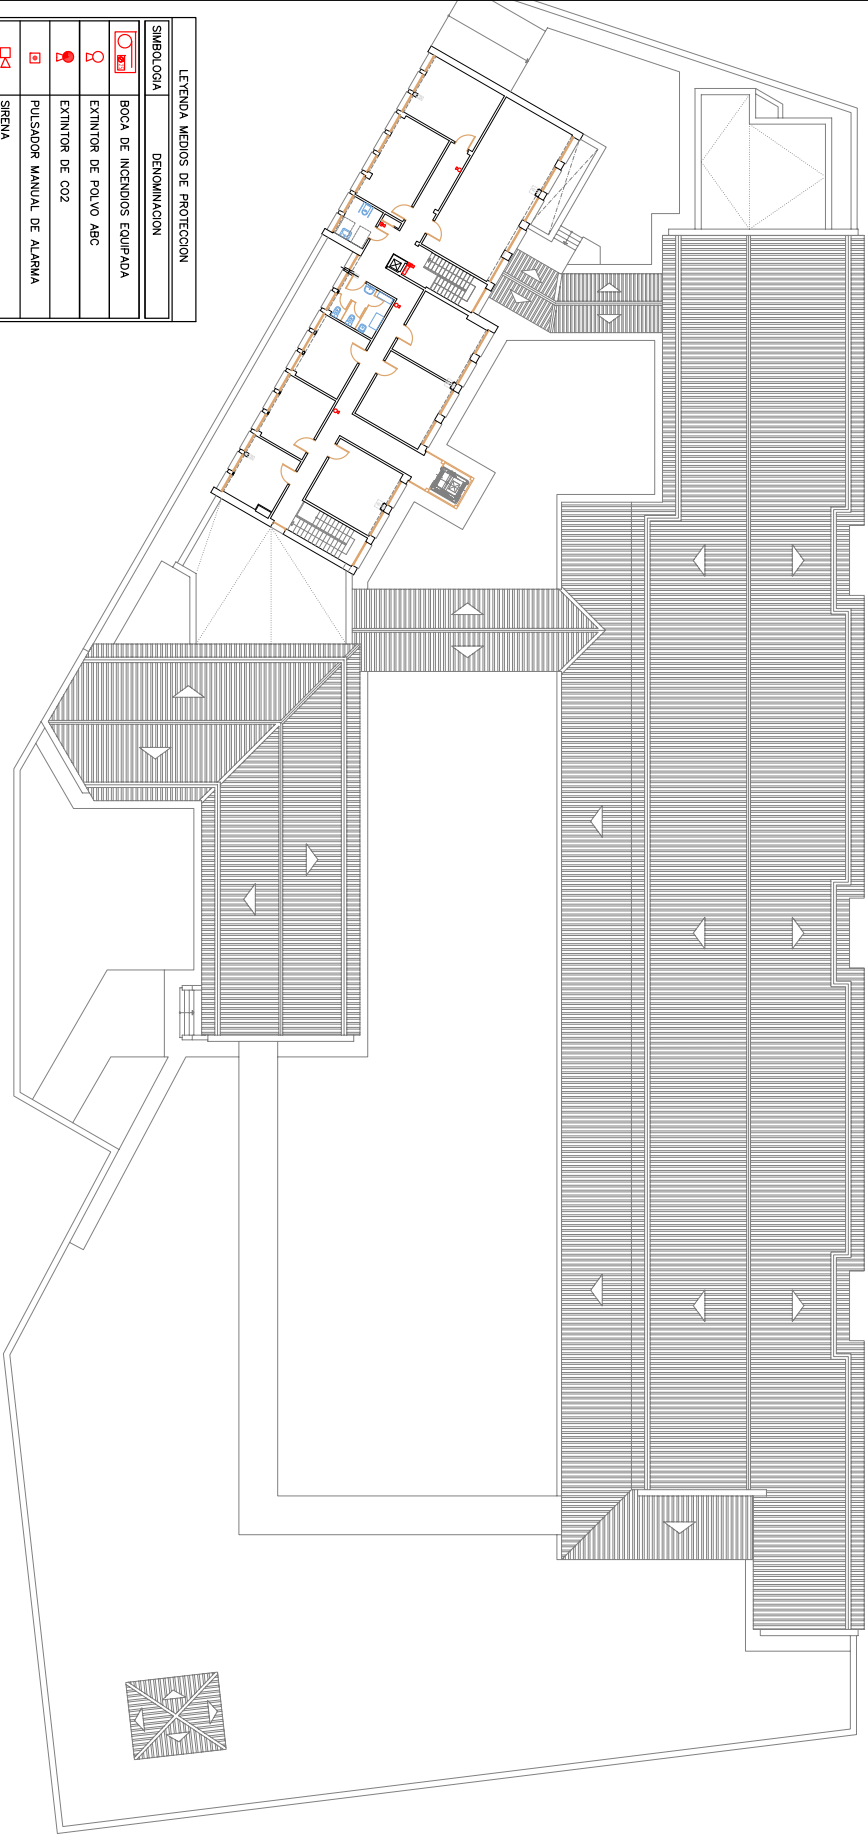 LEYENDA MEDIOS DE PROTECCION
SIMBOLOGIA DENOMINACION
BOCA DE INCENDIOS EQUIPADA
EXTINTOR DE POLVO ABC
EXTINTOR DE CO2
PULSADOR MANUAL DE ALARMA
SIRENA